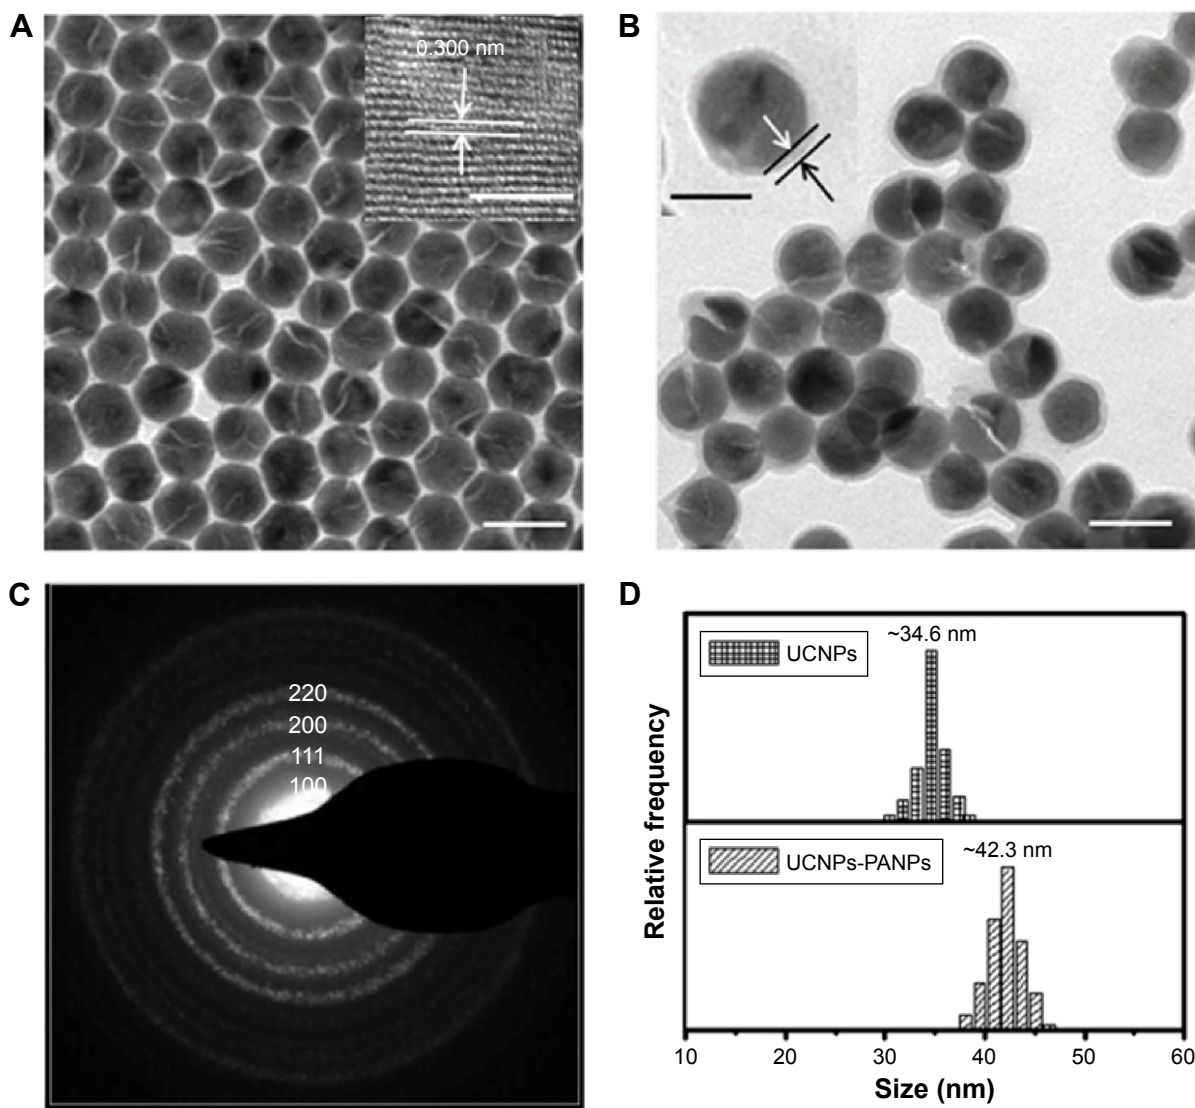 A
0.300 nm
B
C
220
200
111
100
D
~34.6 nm
UCNPs
~42.3 nm
UCNPs-PANPs
Relative frequency
10 20 30 40 50 60
Size (nm)